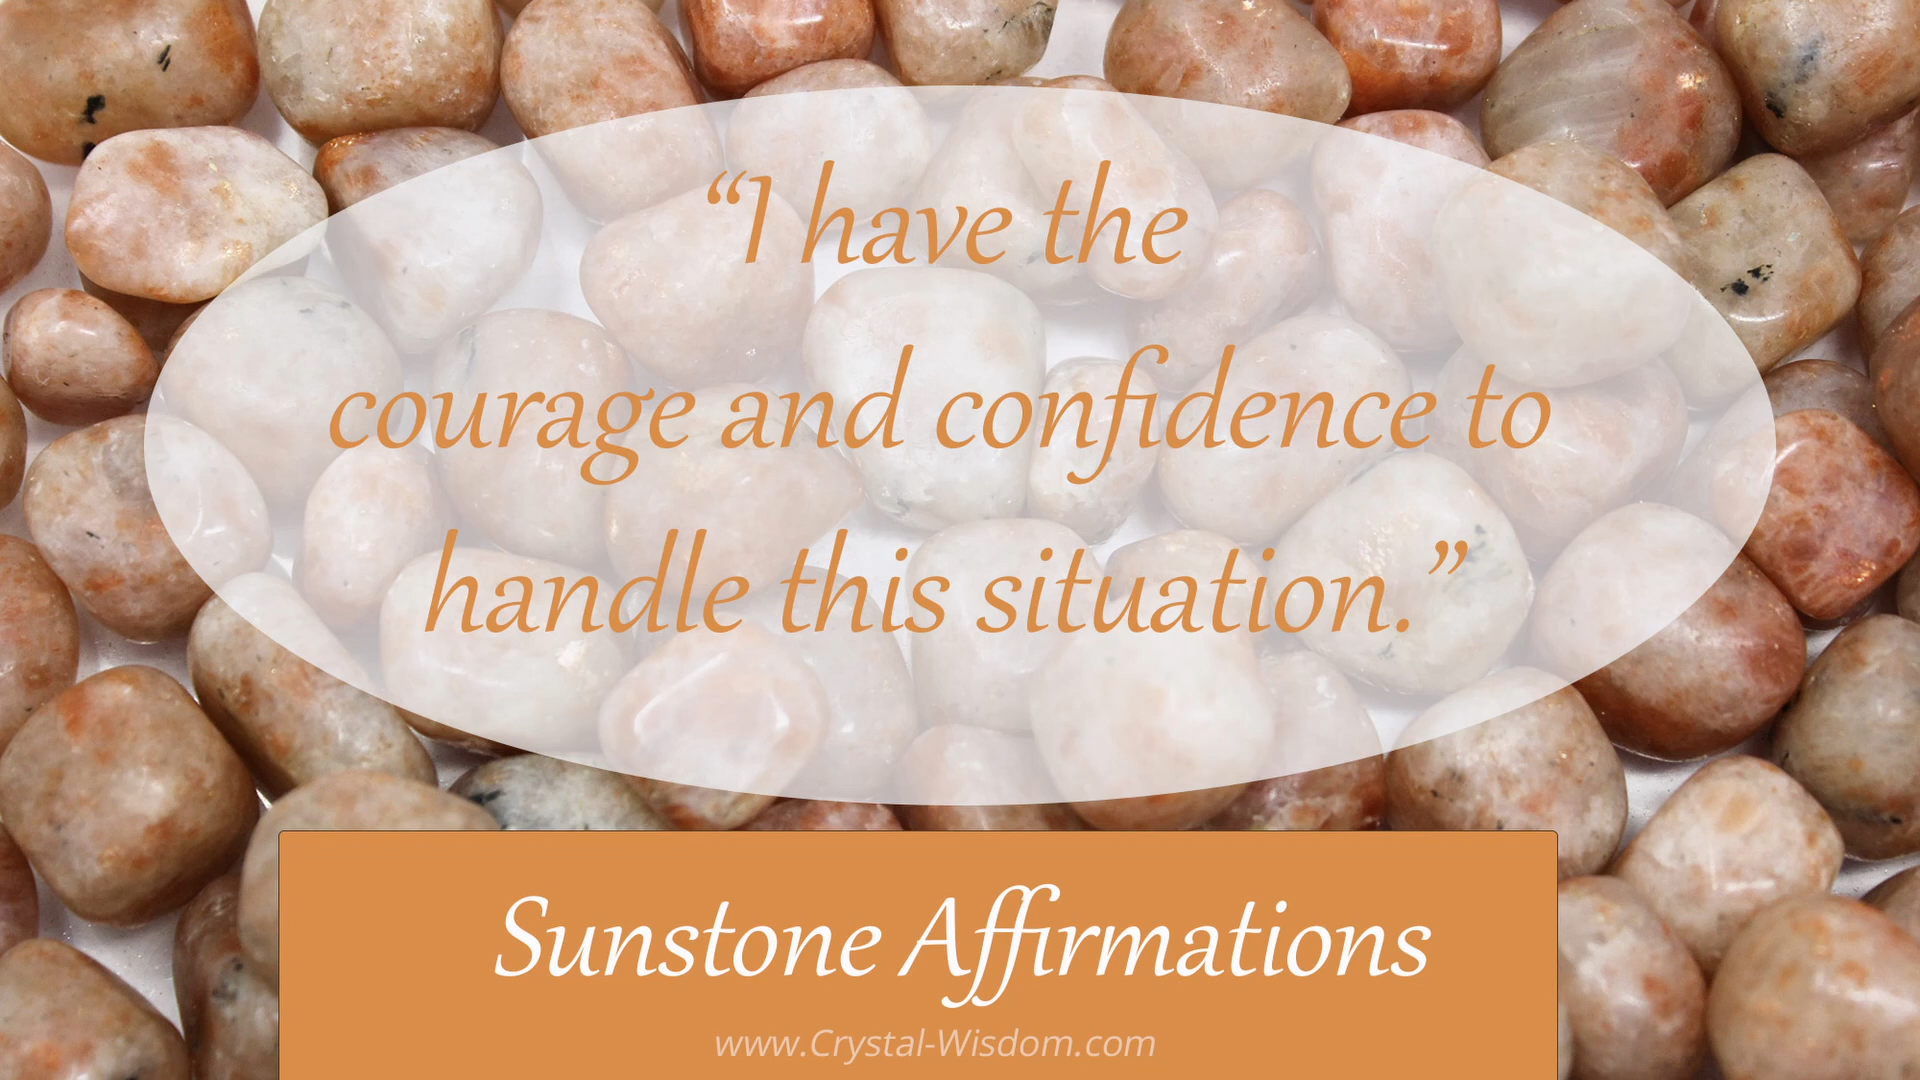 “I have the
courage and confidence to
handle this situation.”
Sunstone Affirmations
www.Crystal-Wisdom.com